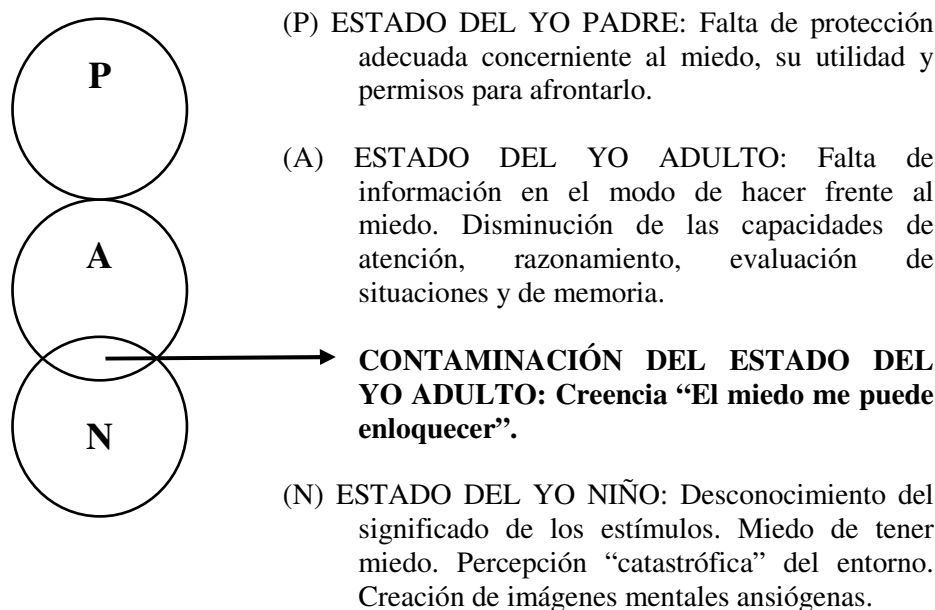 P
(P) ESTADO DEL YO PADRE: Falta de protección
adecuada concerniente al miedo, su utilidad y
permisos para afrontarlo.
A
(A) ESTADO DEL YO ADULTO: Falta de
información en el modo de hacer frente al
miedo. Disminución de las capacidades de
atención, razonamiento, evaluación de
situaciones y de memoria.
CONTAMINACIÓN DEL ESTADO DEL
YO ADULTO: Creencia “El miedo me puede
enloquecer”.
N
(N) ESTADO DEL YO NIÑO: Desconocimiento del
significado de los estímulos. Miedo de tener
miedo. Percepción “catastrófica” del entorno.
Creación de imágenes mentales ansiógenas.